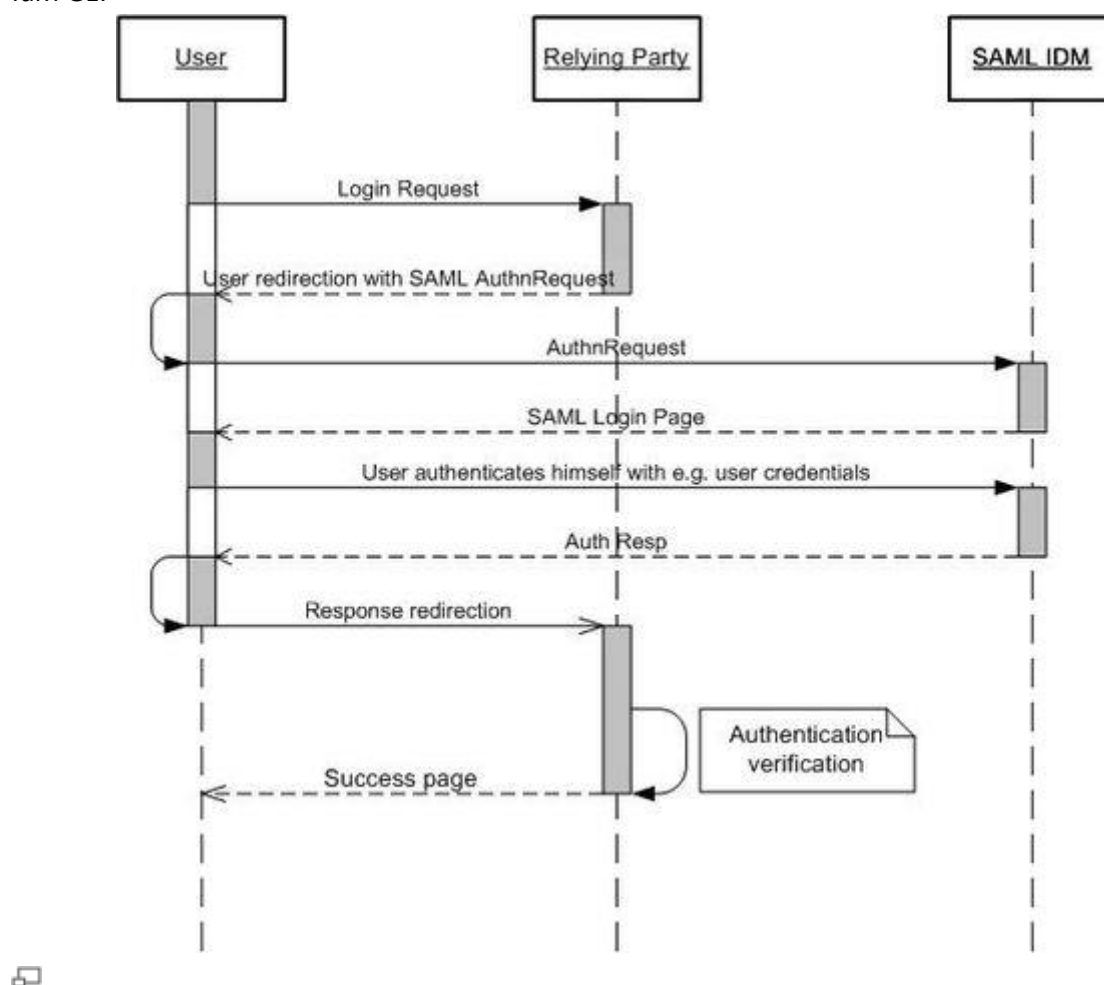 User
Relying Party
SAML IDM
Login Request
User redirection with SAML AuthnRequest
AuthnRequest
SAML Login Page
User authenticates himself with e.g. user credentials
Auth Resp
Response redirection
Authentication
verification
Success page